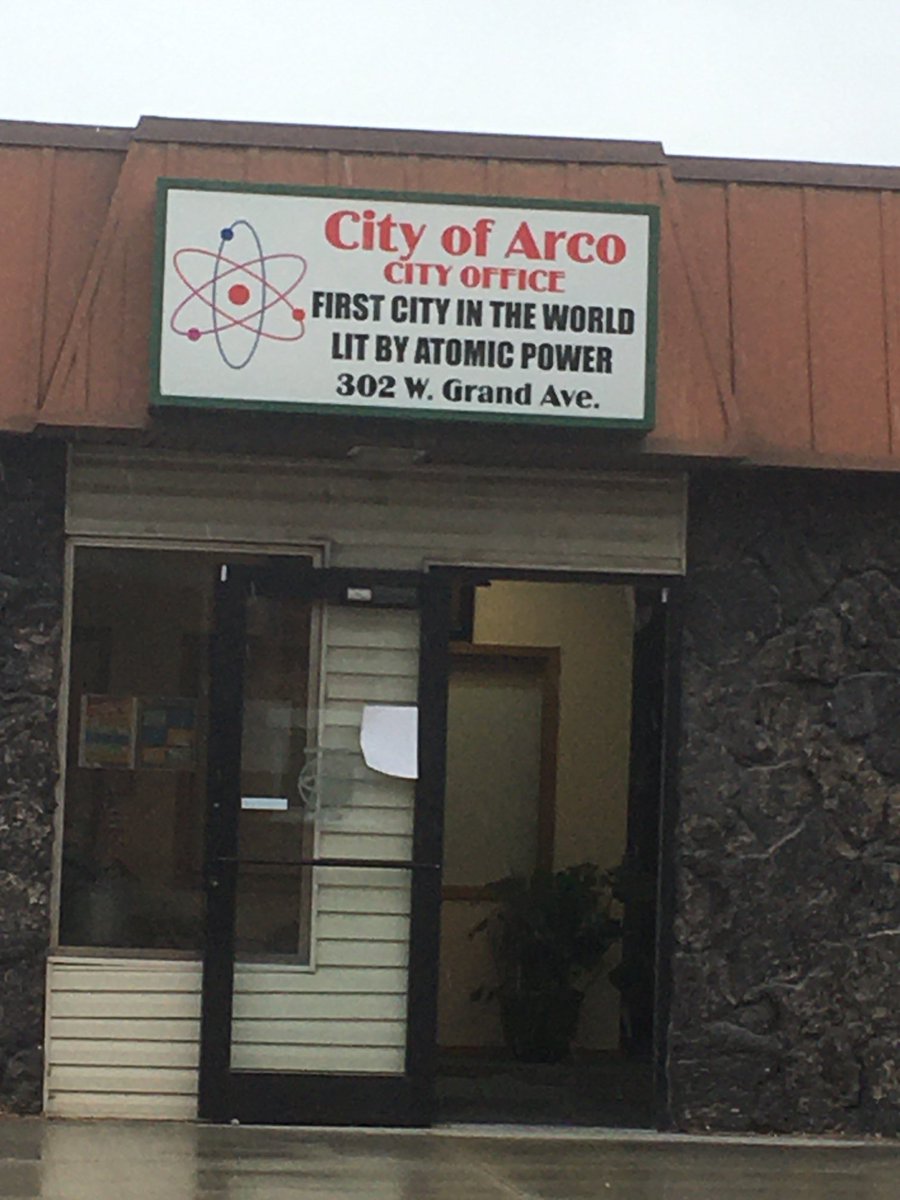 City of Arco
CITY OFFICE
FIRST CITY IN THE WORLD
LIT BY ATOMIC POWER
302 W. Grand Ave.